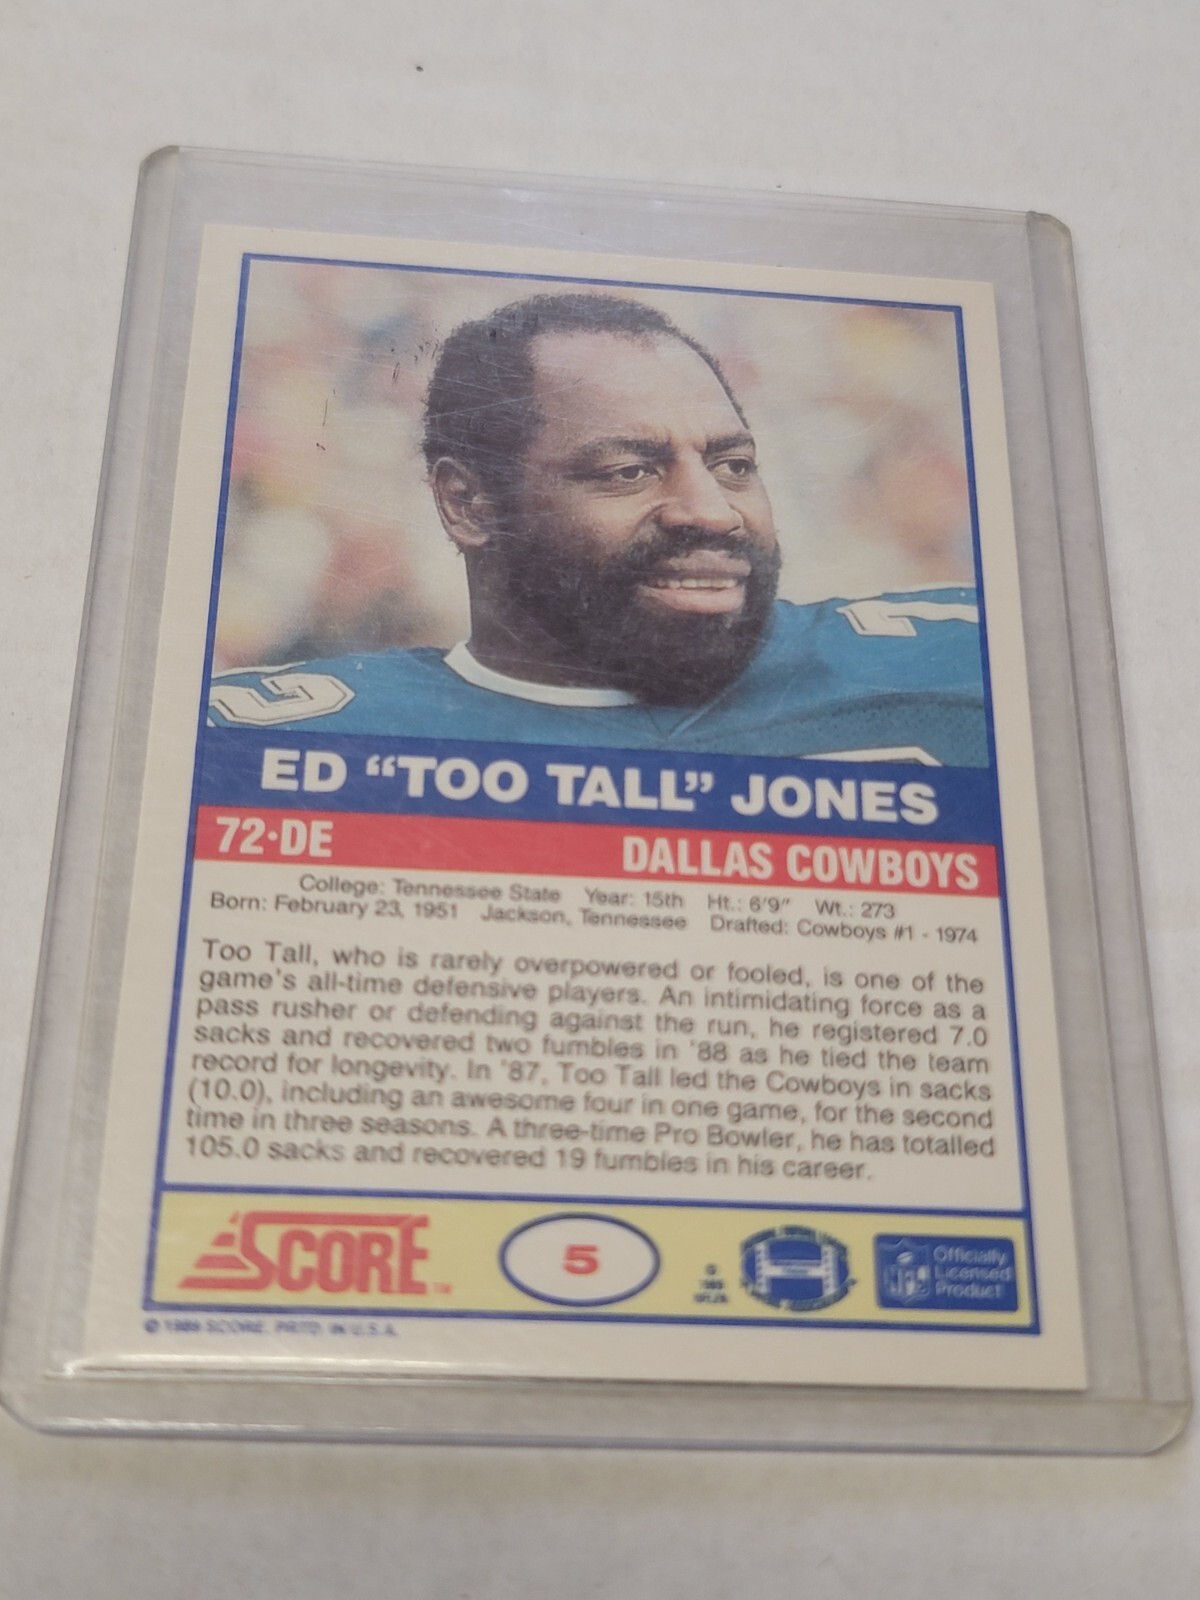 ED “TOO TALL” JONES
72·DE DALLAS COWBOYS
College: Tennessee State Year: 15th Ht.: 6'9" Wt.: 273
Born: February 23, 1951 Jackson, Tennessee Drafted: Cowboys #1 - 1974
Too Tall, who is rarely overpowered or fooled, is one of the
game's all-time defensive players. An intimidating force as a
pass rusher or defending against the run, he registered 7.0
sacks and recovered two fumbles in '88 as he tied the team
record for longevity. In '87, Too Tall led the Cowboys in sacks
(10.0), including an awesome four in one game, for the second
time in three seasons. A three-time Pro Bowler, he has totalled
105.0 sacks and recovered 19 fumbles in his career.
SCORE™
5
NFL
Officially
Licensed
Product
© 1989 SCORE, PRTD. IN U.S.A.